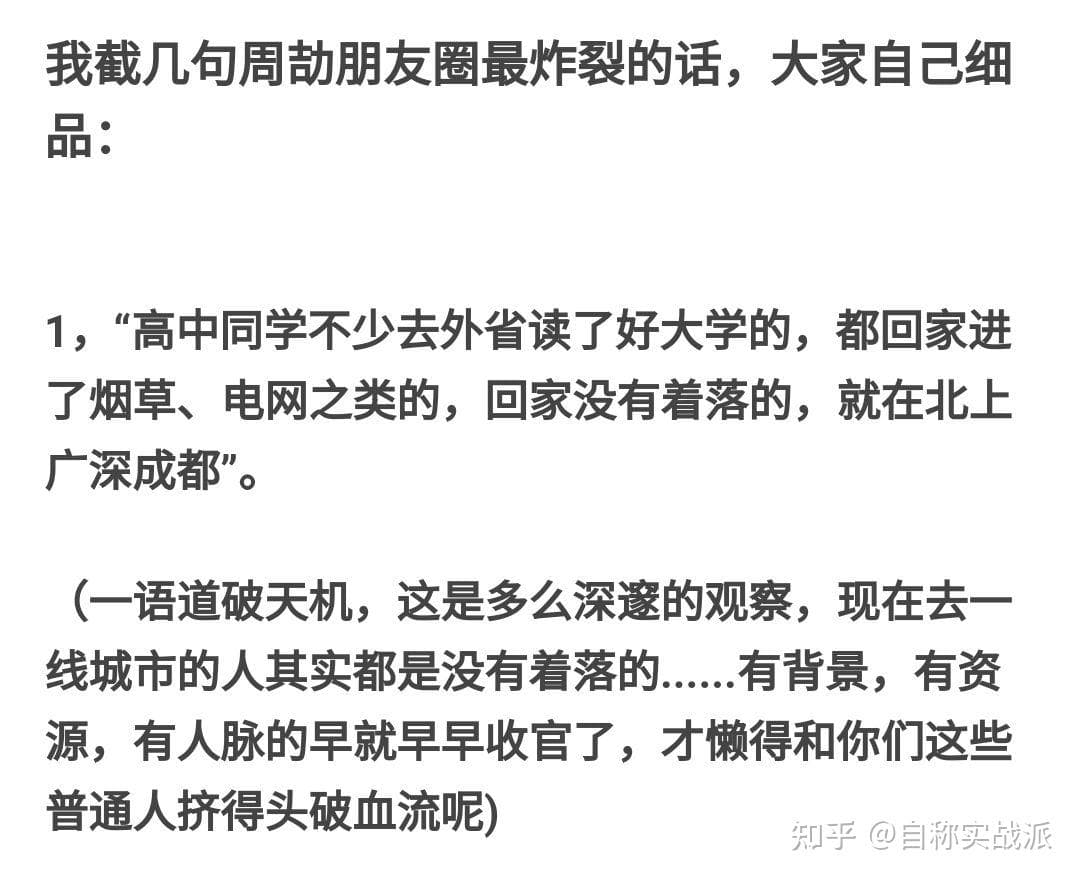 我截几句周劼朋友圈最炸裂的话，大家自己细
品：
1，“高中同学不少去外省读了好大学的，都回家进
了烟草、电网之类的，回家没有着落的，就在北上
广深成都”。
（一语道破天机，这是多么深邃的观察，现在去一
线城市的人其实都是没有着落的......有背景，有资
源，有人脉的早就早早收官了，才懒得和你们这些
普通人挤得头破血流呢)
知乎 @自称实战派